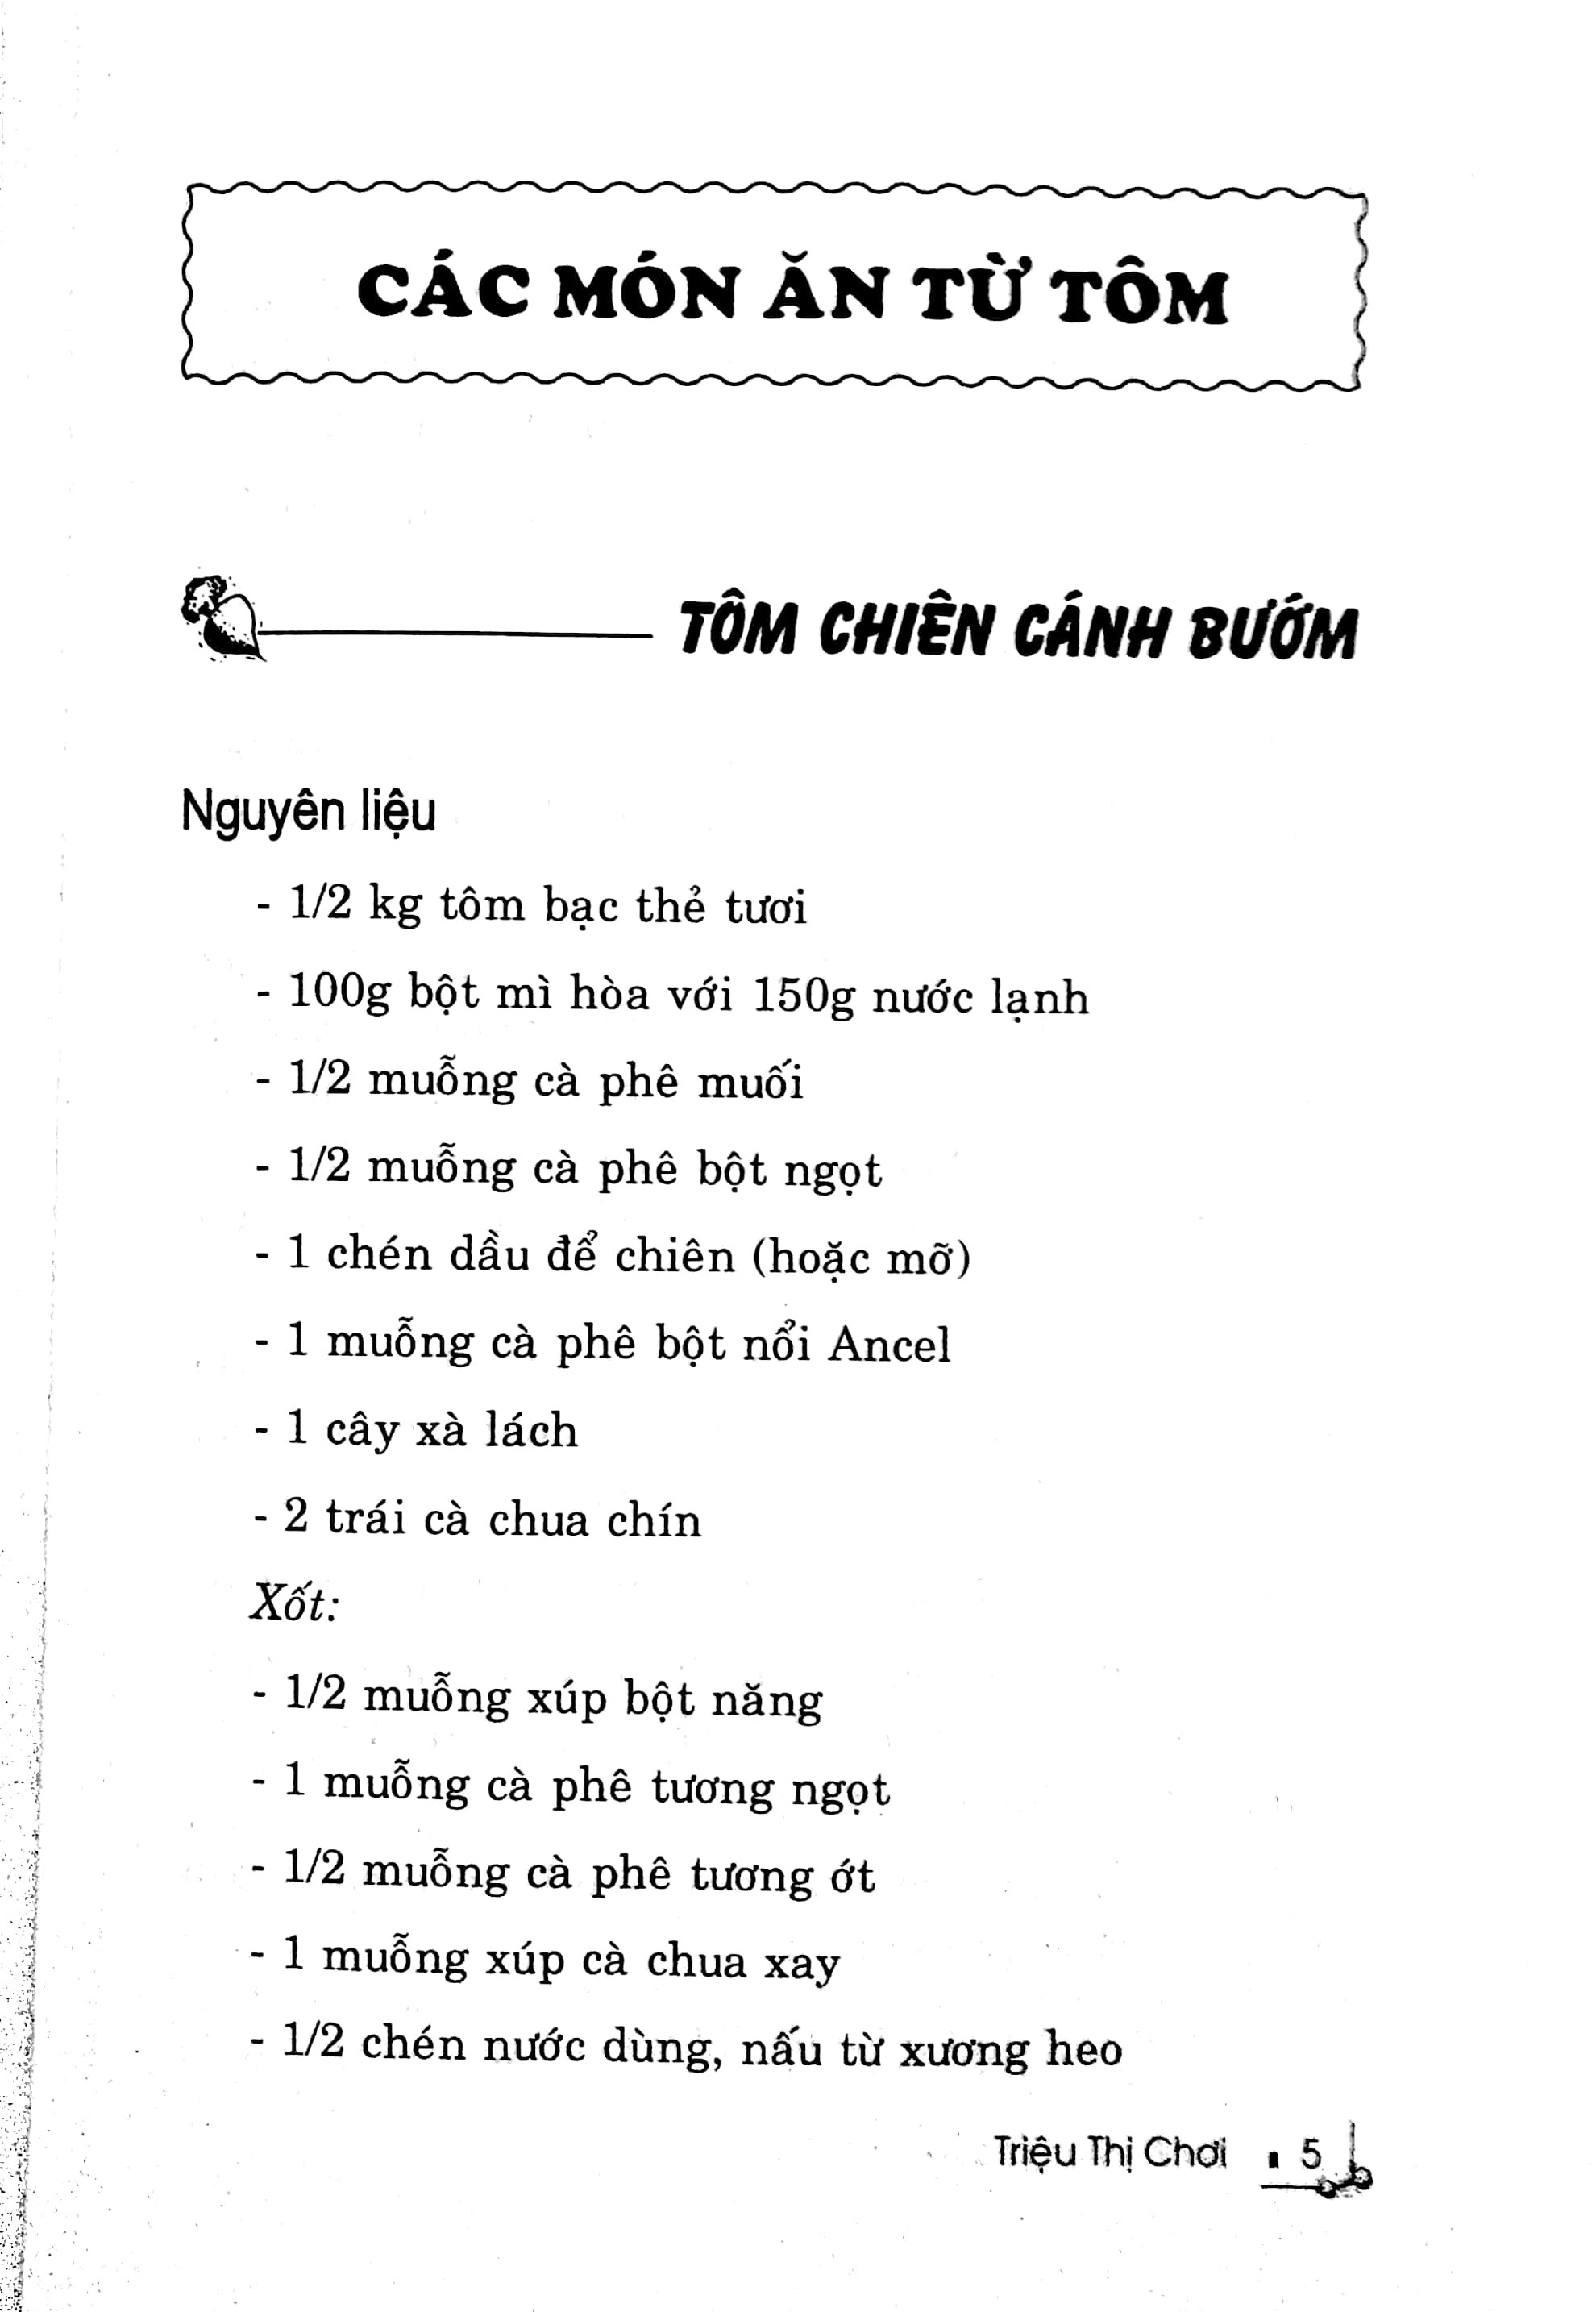 CÁC MÓN ĂN TỪ TÔM
TÔM CHIÊN CÁNH BƯỚM
Nguyên liệu
- 1/2 kg tôm bạc thẻ tươi
- 100g bột mì hòa với 150g nước lạnh
- 1/2 muỗng cà phê muối
- 1/2 muỗng cà phê bột ngọt
- 1 chén dầu để chiên (hoặc mỡ)
- 1 muỗng cà phê bột nổi Ancel
- 1 cây xà lách
- 2 trái cà chua chín
Xốt:
- 1/2 muỗng xúp bột năng
- 1 muỗng cà phê tương ngọt
- 1/2 muỗng cà phê tương ớt
- 1 muỗng xúp cà chua xay
- 1/2 chén nước dùng, nấu từ xương heo
Triệu Thị Chơi ▪ 5